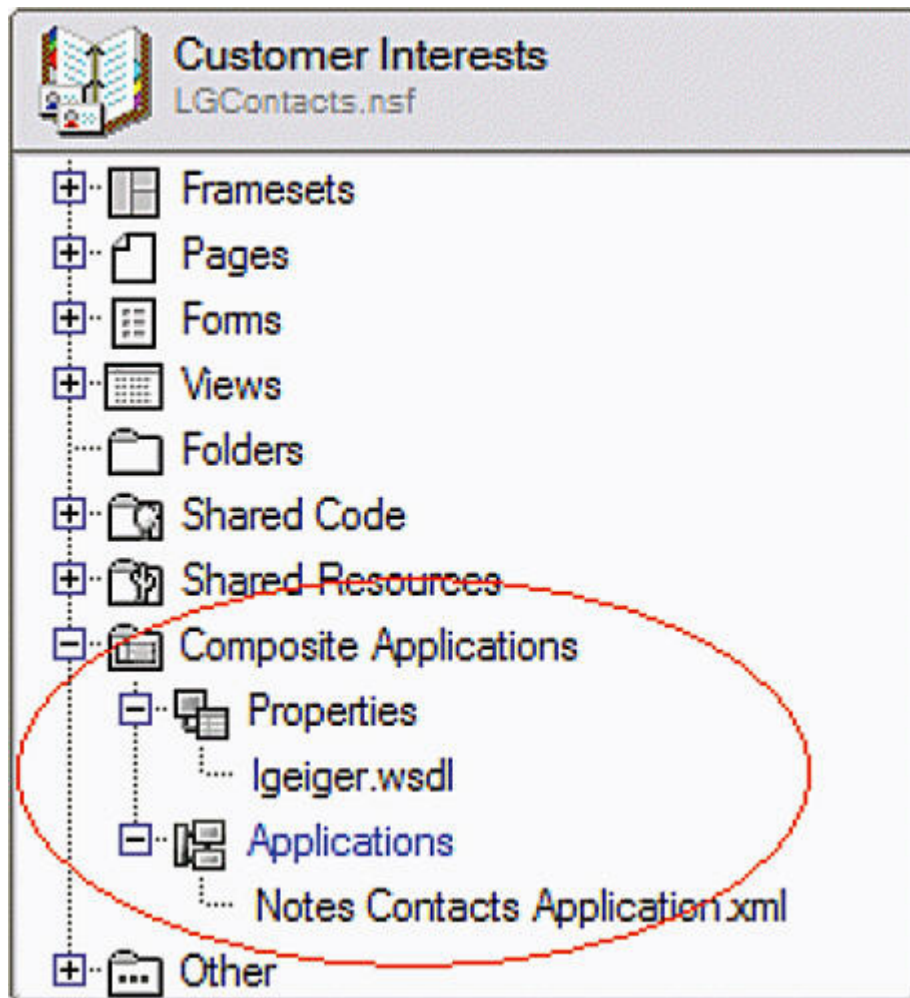 Customer Interests
LGContacts.nsf
Framesets
Pages
Forms
Views
Folders
Shared Code
Shared Resources
Composite Applications
Properties
lgeiger.wsdl
Applications
Notes Contacts Application.xml
Other